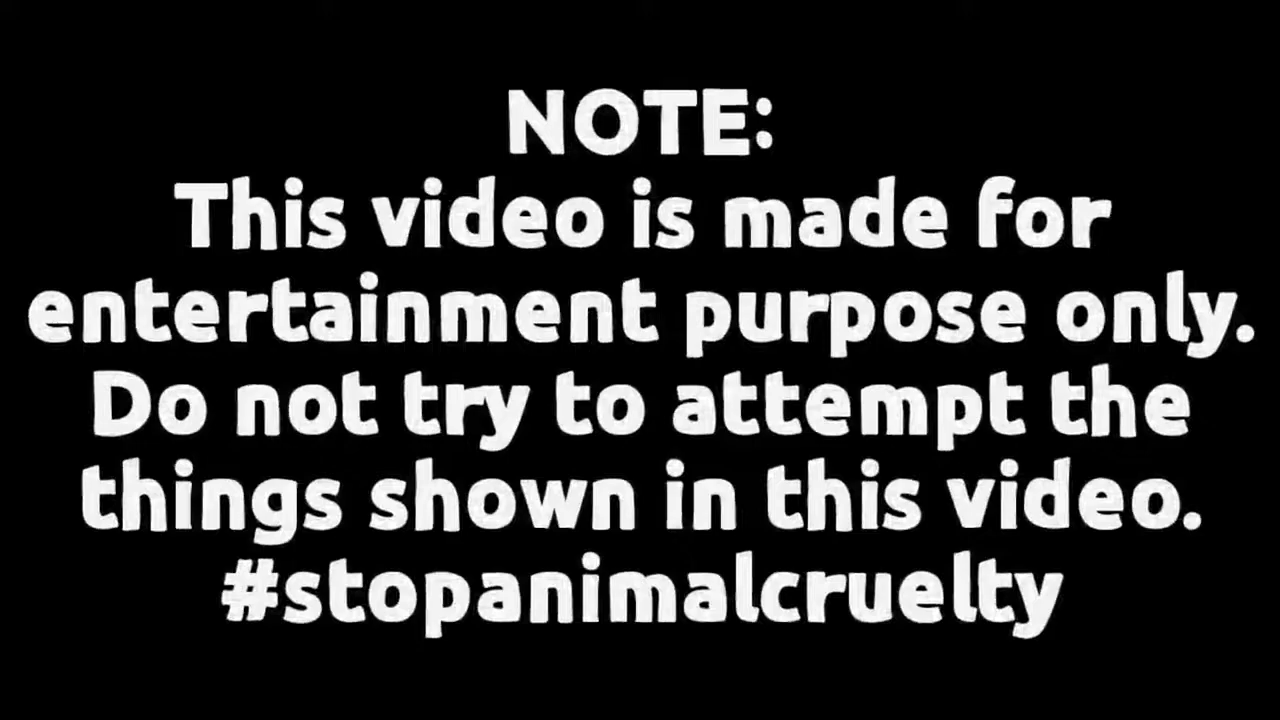 NOTE:
This video is made for
entertainment purpose only.
Do not try to attempt the
things shown in this video.
#stopanimalcruelty